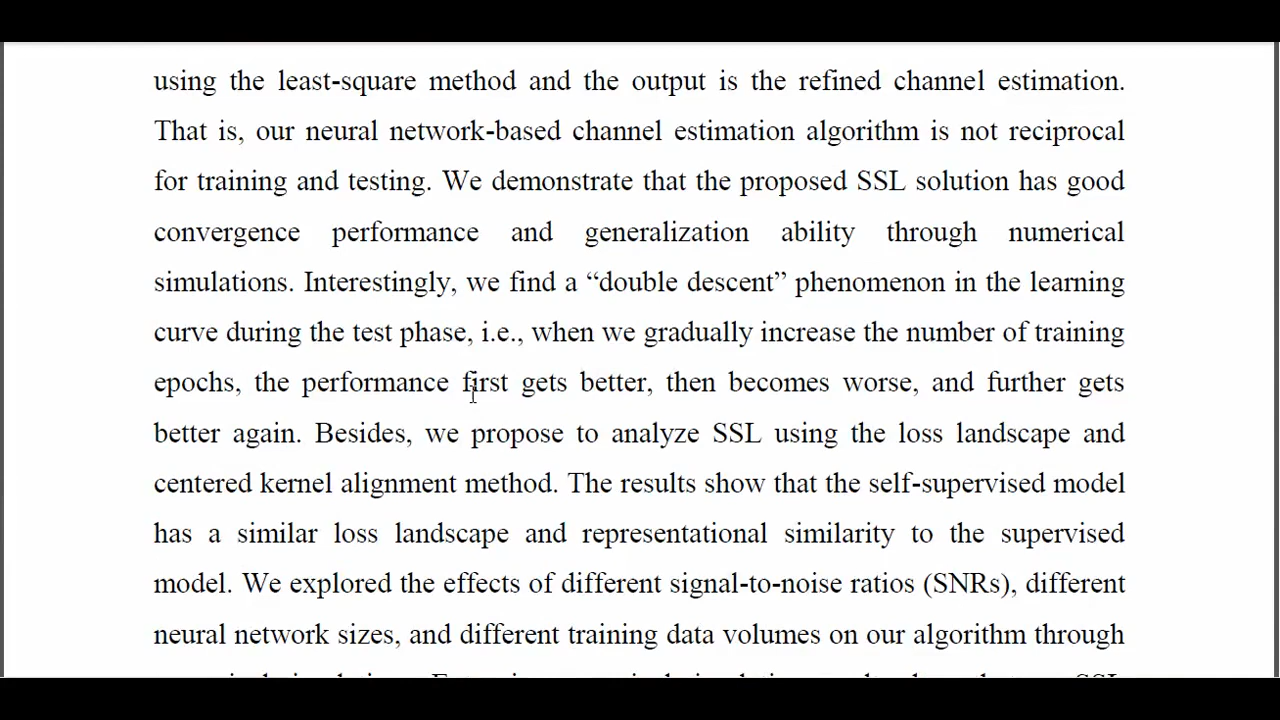 using the least-square method and the output is the refined channel estimation.
That is, our neural network-based channel estimation algorithm is not reciprocal
for training and testing. We demonstrate that the proposed SSL solution has good
convergence performance and generalization ability through numerical
simulations. Interestingly, we find a “double descent” phenomenon in the learning
curve during the test phase, i.e., when we gradually increase the number of training
epochs, the performance first gets better, then becomes worse, and further gets
better again. Besides, we propose to analyze SSL using the loss landscape and
centered kernel alignment method. The results show that the self-supervised model
has a similar loss landscape and representational similarity to the supervised
model. We explored the effects of different signal-to-noise ratios (SNRs), different
neural network sizes, and different training data volumes on our algorithm through